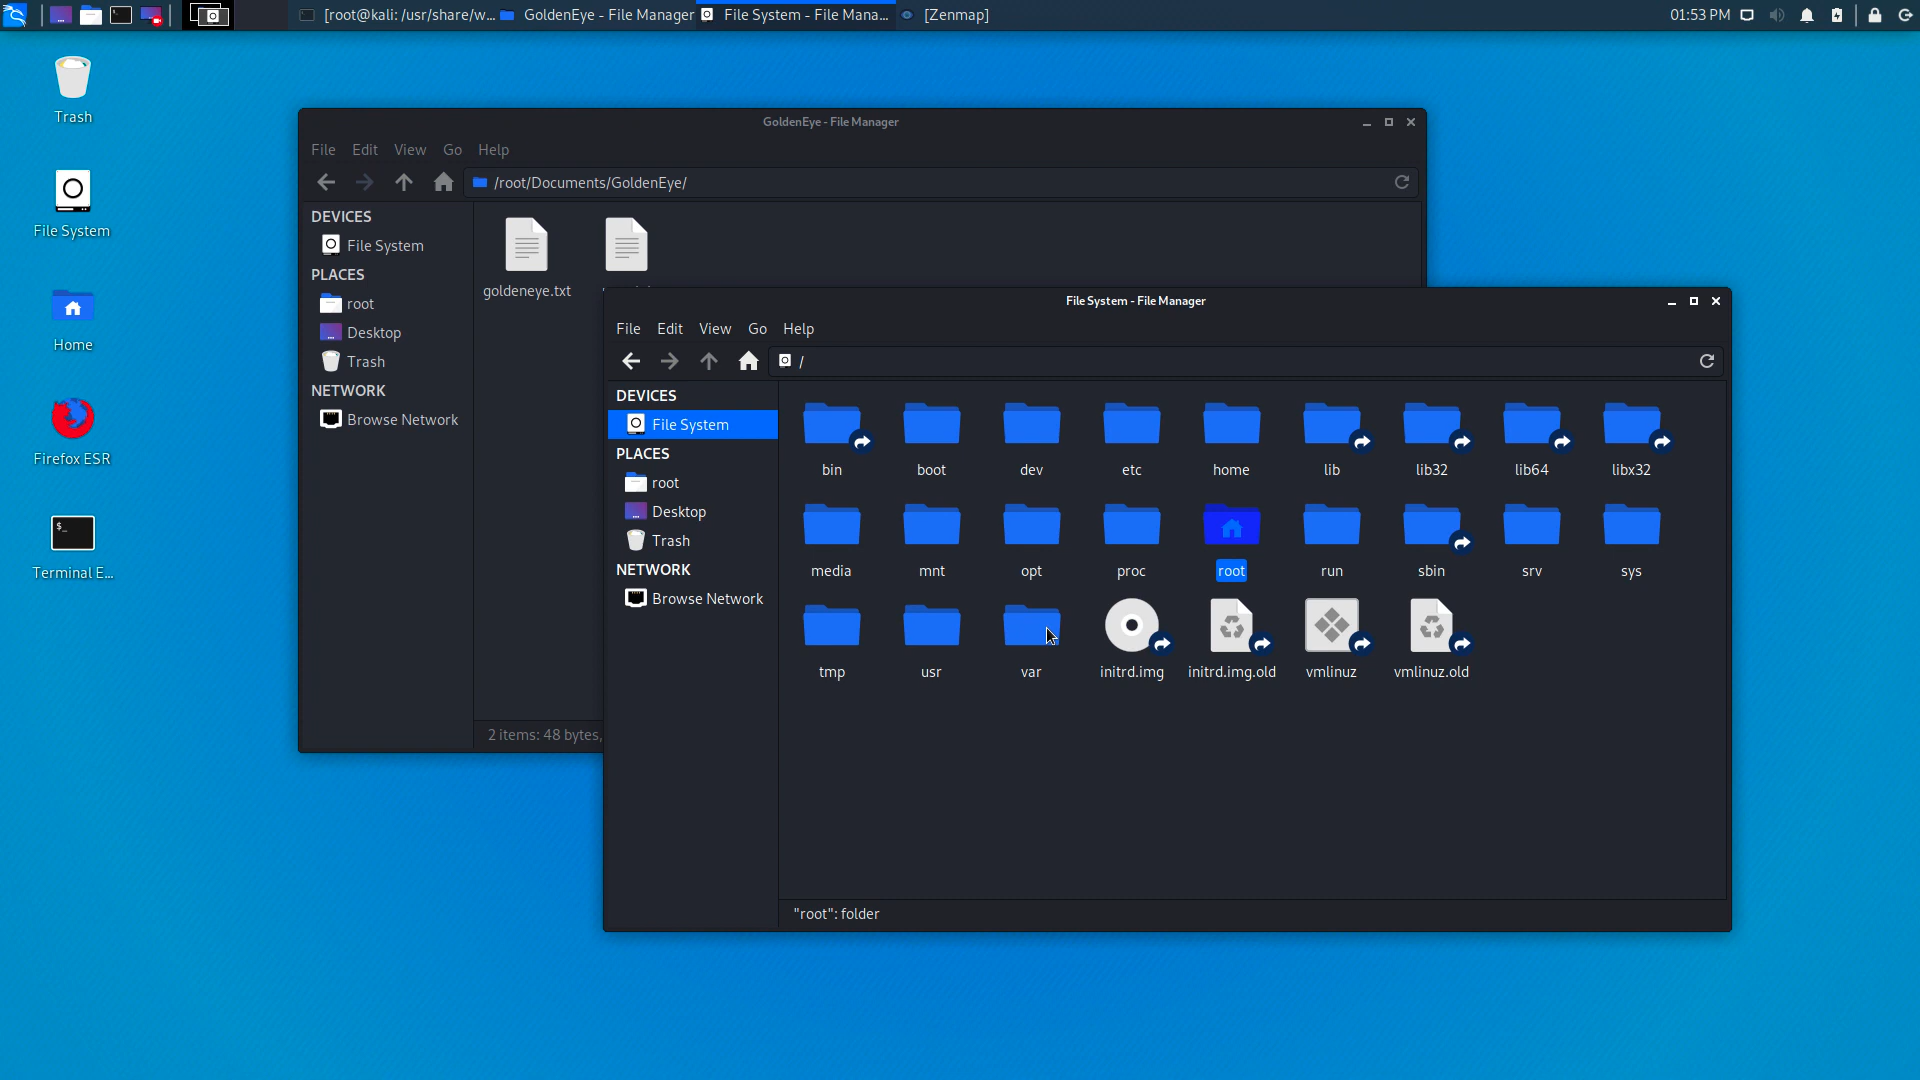 [root@kali: /usr/share/w... GoldenEye - File Manager File System - File Mana... [Zenmap] 01:53 PM
Trash
File System
Home
Firefox ESR
$_
Terminal E...
GoldenEye - File Manager
File Edit View Go Help
/root/Documents/GoldenEye/
DEVICES
File System
PLACES
root
Desktop
Trash
NETWORK
Browse Network
goldeneye.txt
2 items: 48 bytes,
File System - File Manager
File Edit View Go Help
/
DEVICES
File System
PLACES
root
Desktop
Trash
NETWORK
Browse Network
bin boot dev etc home lib lib32 lib64 libx32
media mnt opt proc root run sbin srv sys
tmp usr var initrd.img initrd.img.old vmlinuz vmlinuz.old
"root": folder